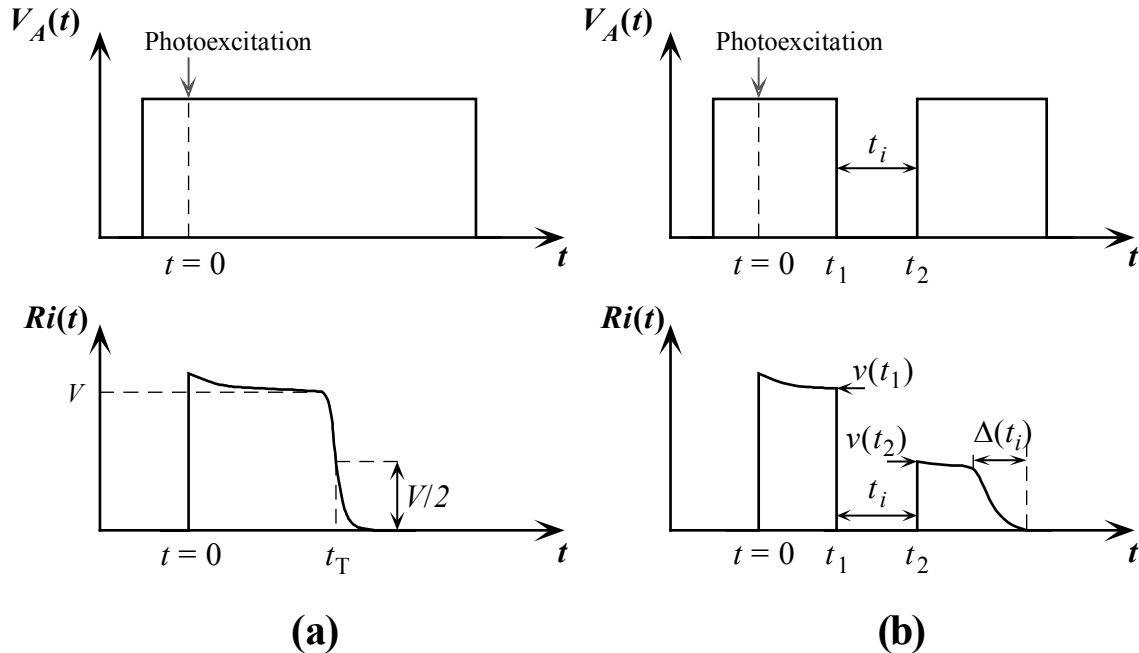 V_A(t)
Photoexcitation
t = 0
t
Ri(t)
V
V/2
t = 0
t_T
t
(a)
V_A(t)
Photoexcitation
t_i
t = 0
t_1
t_2
t
Ri(t)
v(t_1)
v(t_2)
Δ(t_i)
t_i
t = 0
t_1
t_2
t
(b)